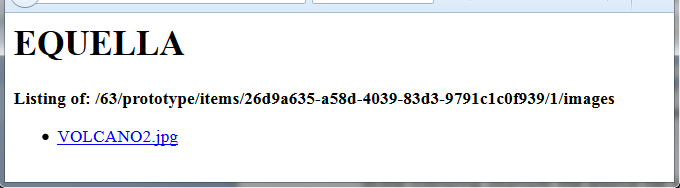 EQUELLA
Listing of: /63/prototype/items/26d9a635-a58d-4039-83d3-9791c1c0f939/1/images
VOLCANO2.jpg